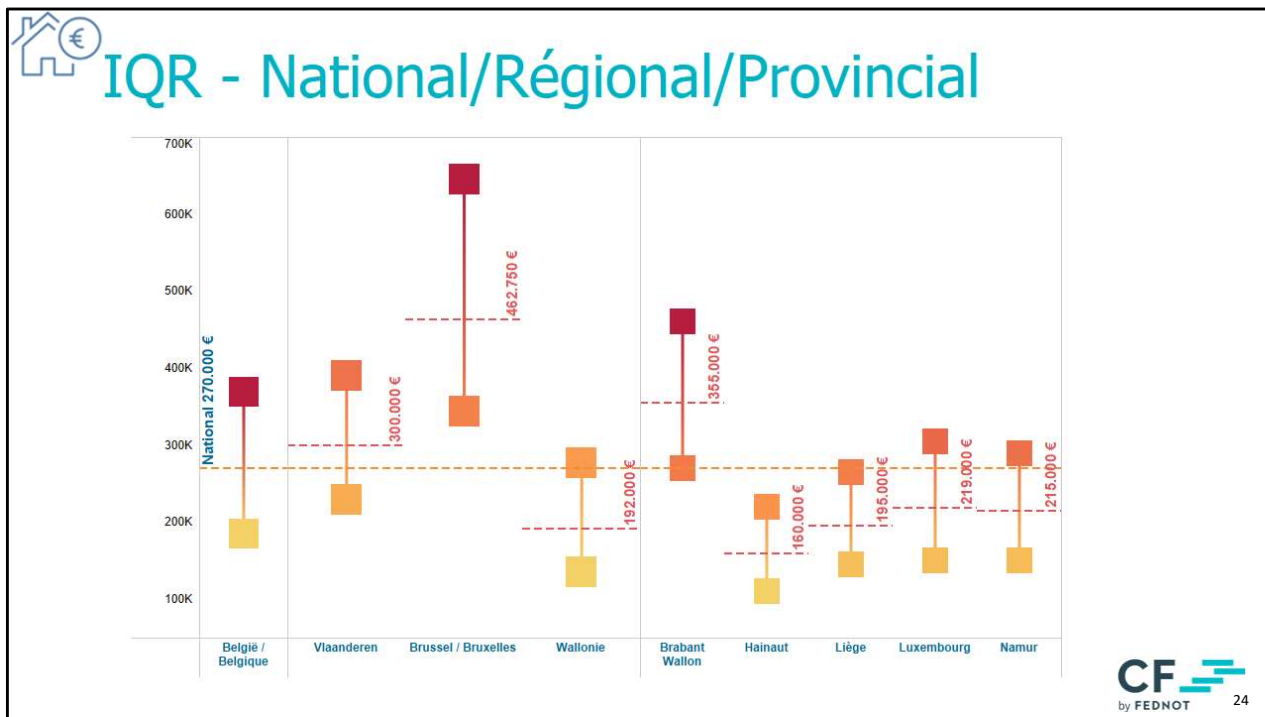 €
IQR - National/Régional/Provincial
700K
600K
500K
400K
300K
200K
100K
National 270.000 €
300.000 €
462.750 €
192.000 €
355.000 €
160.000 €
195.000 €
219.000 €
215.000 €
België /
Belgique
Vlaanderen
Brussel / Bruxelles
Wallonie
Brabant
Wallon
Hainaut
Liège
Luxembourg
Namur
CF
by FEDNOT
24